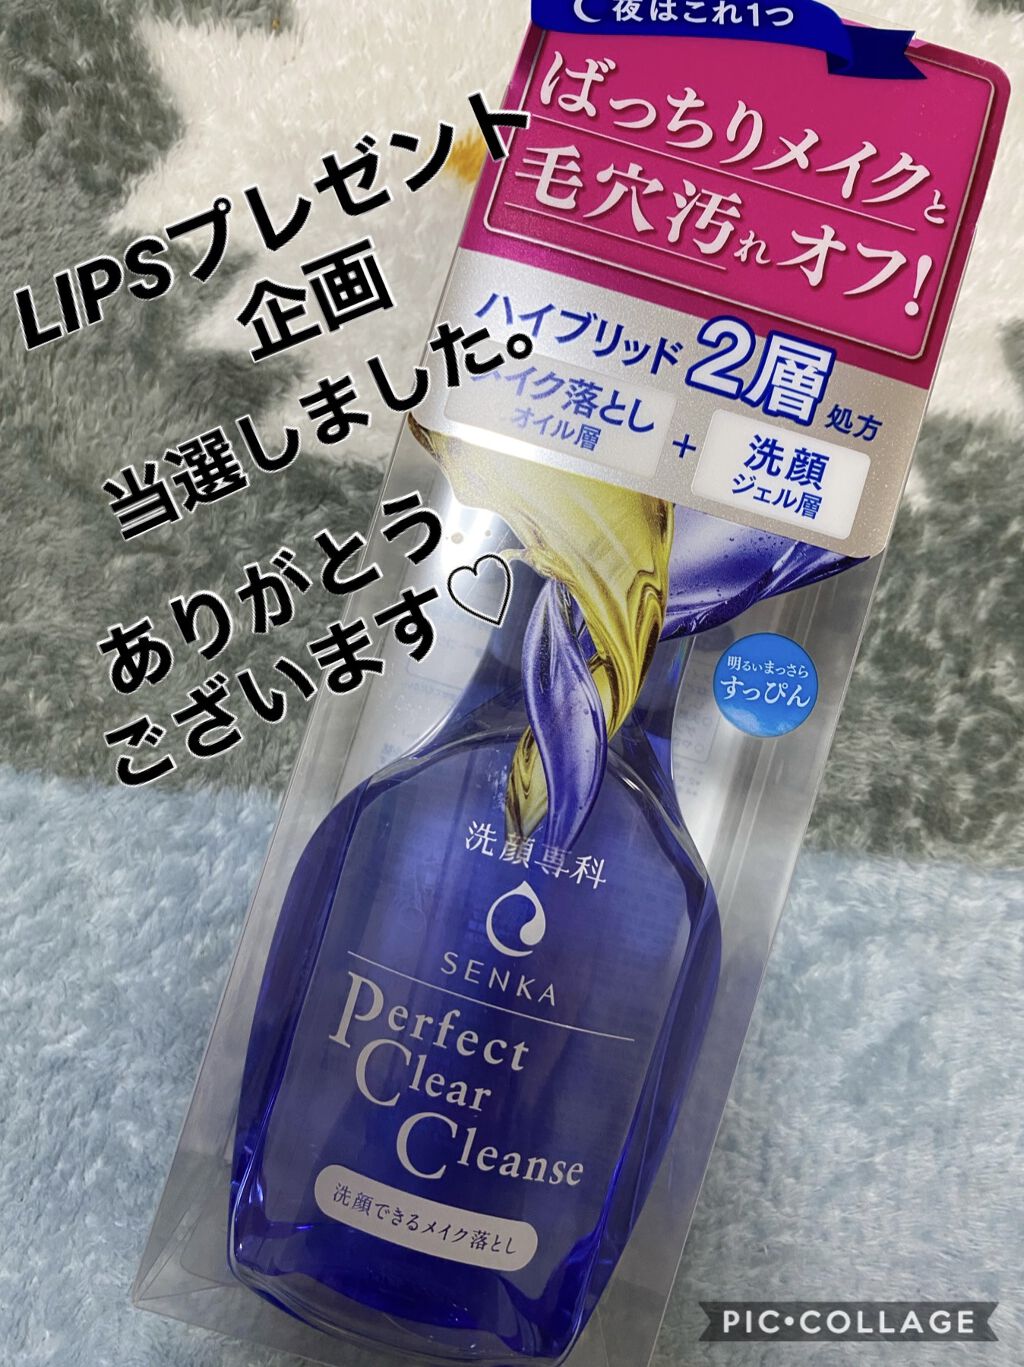 夜はこれ1つ
ばっちりメイクと
毛穴汚れオフ!
ハイブリッド2層処方
メイク落とし
オイル層
+
洗顔
ジェル層
LIPSプレゼント
企画
当選しました。
ありがとう
ございます♡
明るいまっさら
すっぴん
洗顔専科
SENKA
Perfect
Clear
Cleanse
洗顔できるメイク落とし
PIC•COLLAGE